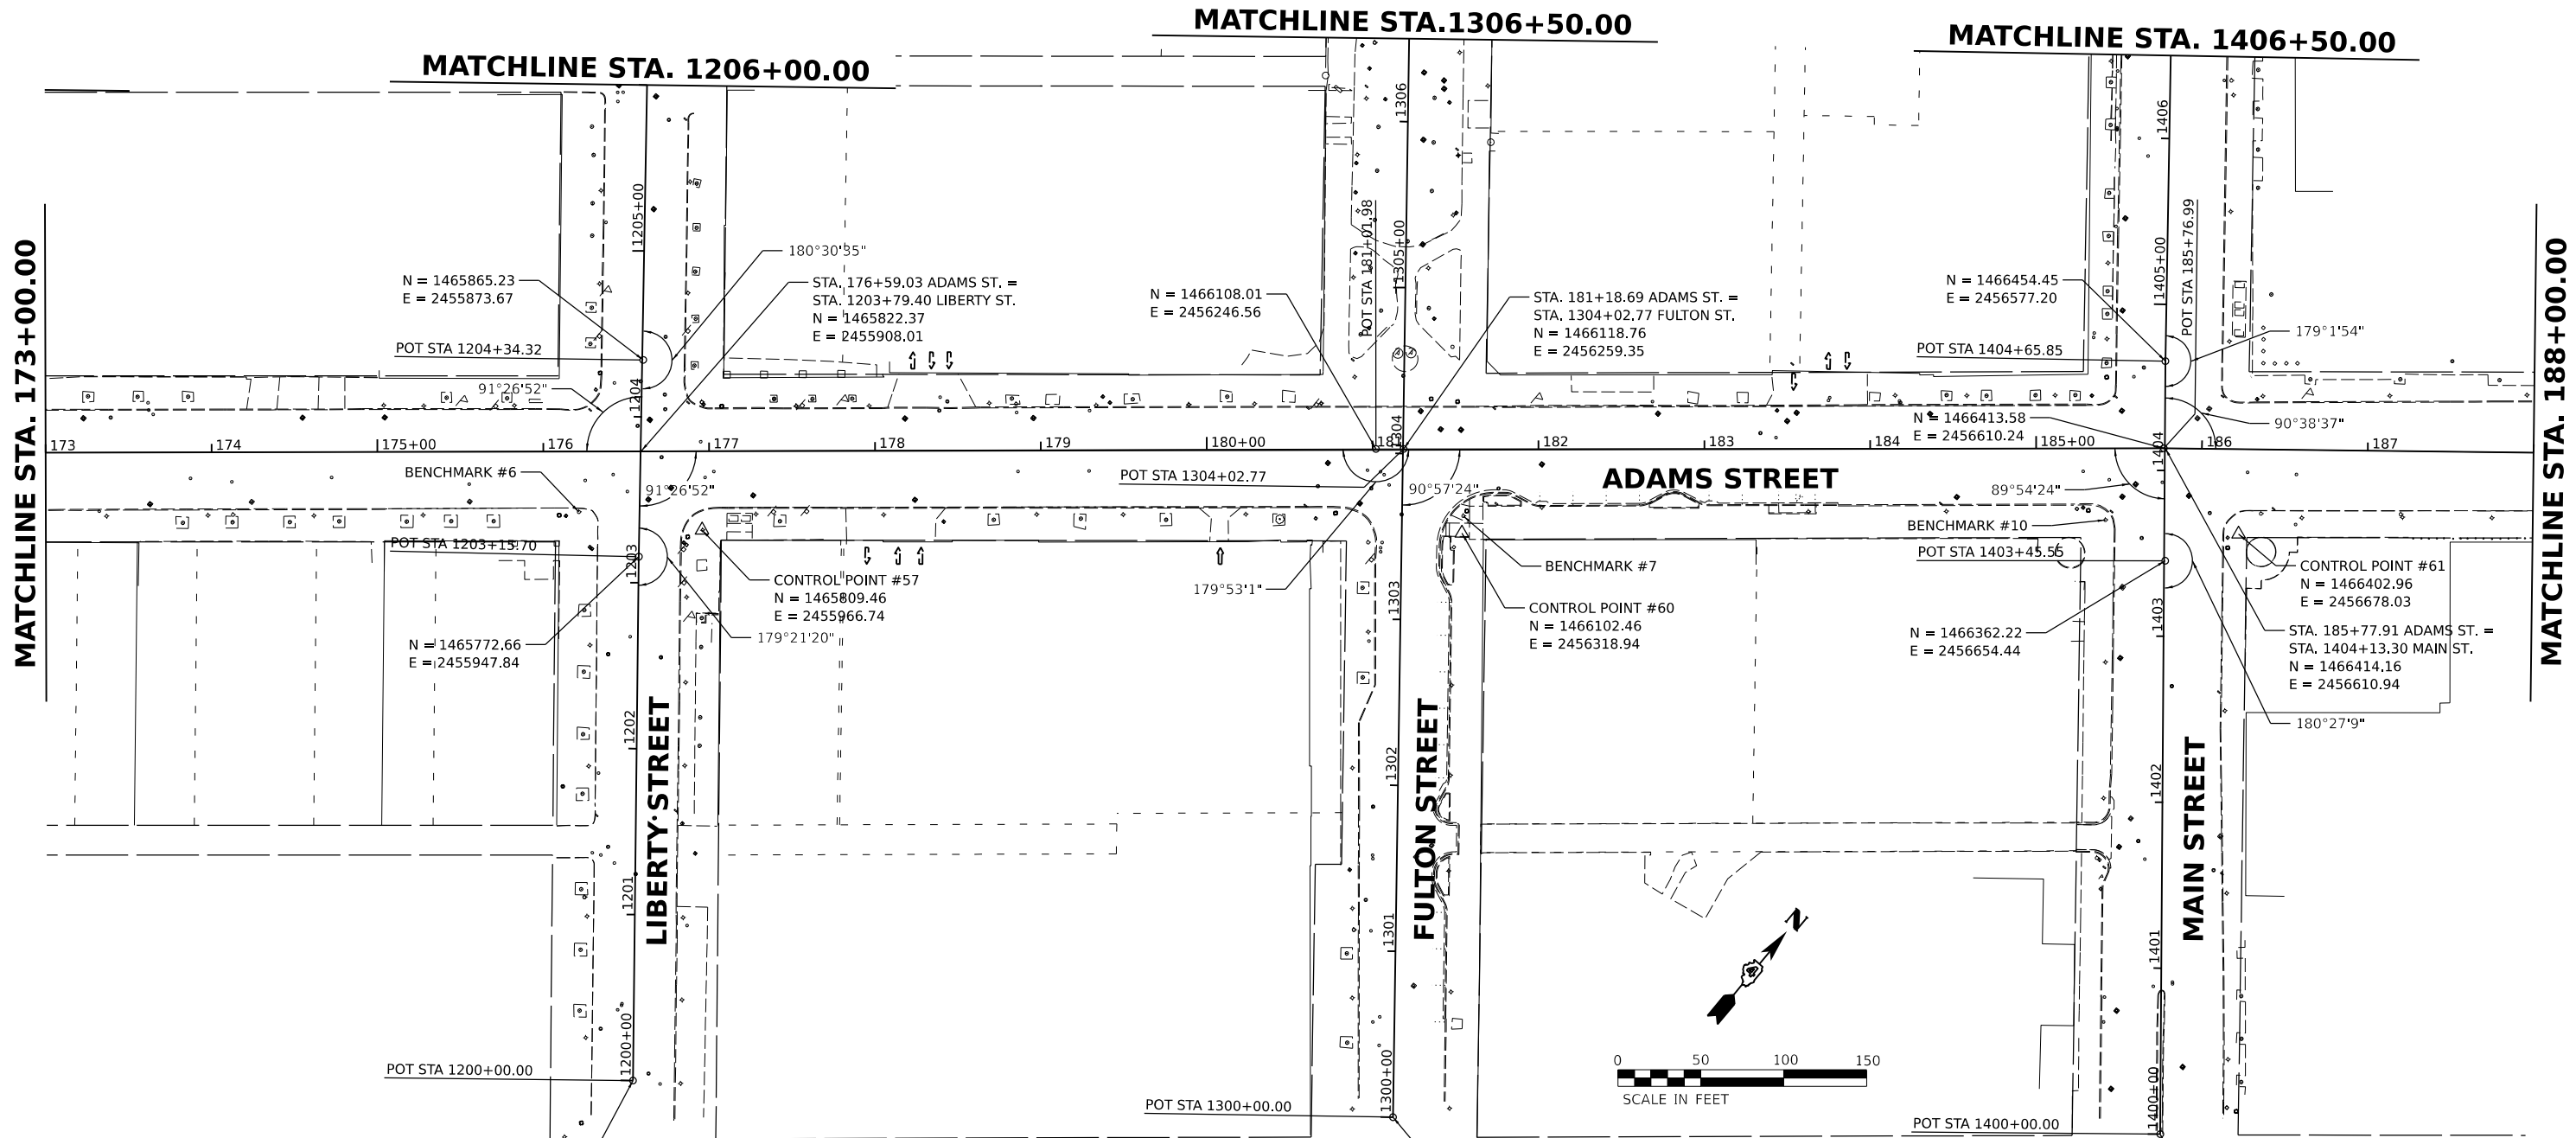 MATCHLINE STA. 1206+00.00
MATCHLINE STA.1306+50.00
MATCHLINE STA. 1406+50.00
MATCHLINE STA. 173+00.00
MATCHLINE STA. 188+00.00
1205+00
1306
1305+00
POT STA 181+01.98
1406
1405+00
POT STA 185+76.99
N = 1465865.23
E = 2455873.67
POT STA 1204+34.32
91°26'52"
180°30'35"
STA. 176+59.03 ADAMS ST. =
STA. 1203+79.40 LIBERTY ST.
N = 1465822.37
E = 2455908.01
N = 1466108.01
E = 2456246.56
STA. 181+18.69 ADAMS ST. =
STA. 1304+02.77 FULTON ST.
N = 1466118.76
E = 2456259.35
N = 1466454.45
E = 2456577.20
POT STA 1404+65.85
179°1'54"
N = 1466413.58
E = 2456610.24
90°38'37"
1204
1304
1404
173
174
175+00
176
177
178
179
180+00
181
182
183
184
185+00
186
187
BENCHMARK #6
91°26'52"
POT STA 1304+02.77
90°57'24"
ADAMS STREET
89°54'24"
BENCHMARK #10
POT STA 1203+15.70
1203
POT STA 1403+45.55
CONTROL POINT #57
N = 1465809.46
E = 2455966.74
179°21'20"
N = 1465772.66
E = 2455947.84
179°53'1"
1303
BENCHMARK #7
CONTROL POINT #60
N = 1466102.46
E = 2456318.94
N = 1466362.22
E = 2456654.44
1403
CONTROL POINT #61
N = 1466402.96
E = 2456678.03
STA. 185+77.91 ADAMS ST. =
STA. 1404+13.30 MAIN ST.
N = 1466414.16
E = 2456610.94
180°27'9"
1202
1302
1402
LIBERTY STREET
FULTON STREET
MAIN STREET
1201
1301
1401
N
1200+00
1300+00
1400+00
POT STA 1200+00.00
POT STA 1300+00.00
POT STA 1400+00.00
0 50 100 150
SCALE IN FEET